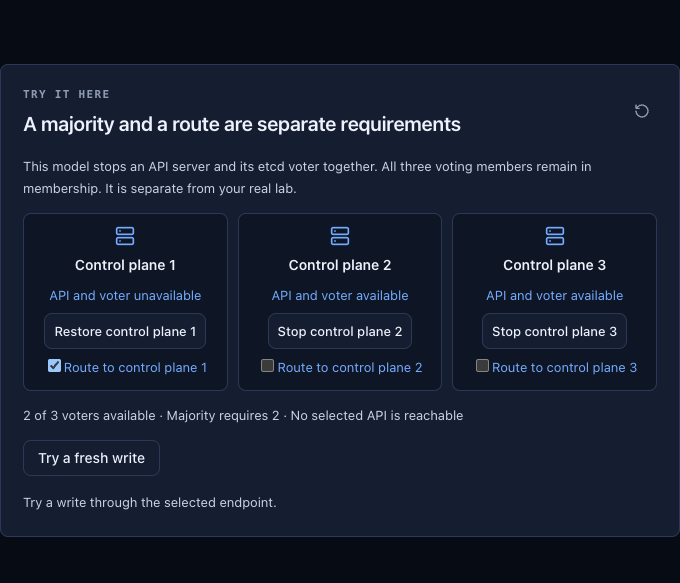 TRY IT HERE
A majority and a route are separate requirements
This model stops an API server and its etcd voter together. All three voting members remain in
membership. It is separate from your real lab.
Control plane 1
API and voter unavailable
Restore control plane 1
Route to control plane 1
Control plane 2
API and voter available
Stop control plane 2
Route to control plane 2
Control plane 3
API and voter available
Stop control plane 3
Route to control plane 3
2 of 3 voters available · Majority requires 2 · No selected API is reachable
Try a fresh write
Try a write through the selected endpoint.